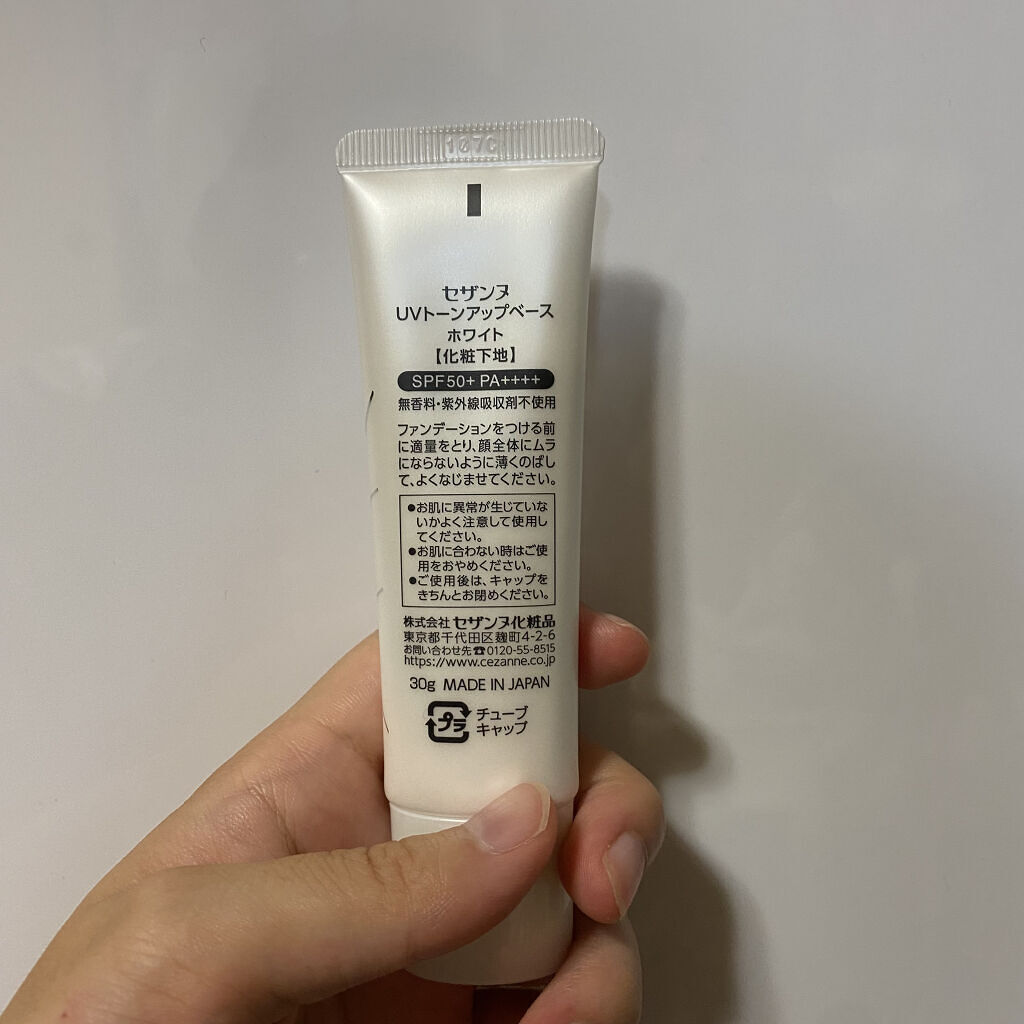 107C
セザンヌ
UVトーンアップベース
ホワイト
【化粧下地】
SPF50+ PA++++
無香料・紫外線吸収剤不使用
ファンデーションをつける前
に適量をとり、顔全体にムラ
にならないように薄くのばし
て、よくなじませてください。
●お肌に異常が生じていな
いかよく注意して使用し
てください。
●お肌に合わない時はご使
用をおやめください。
●ご使用後は、キャップを
きちんとお閉めください。
株式会社 セザンヌ化粧品
東京都千代田区麹町4-2-6
お問い合わせ先☎0120-55-8515
https://www.cezanne.co.jp
30g MADE IN JAPAN
プラ チューブ
キャップ